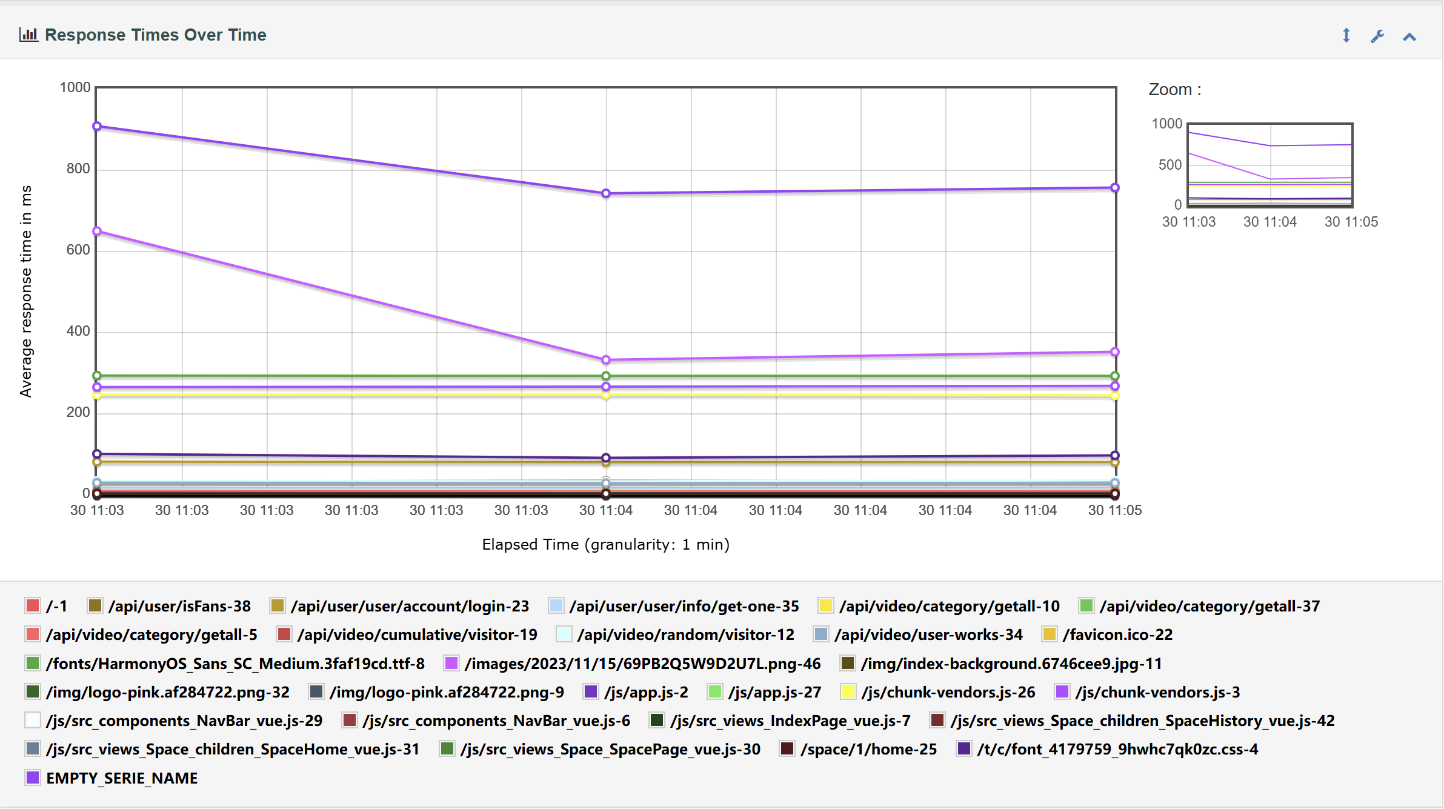 Response Times Over Time
Zoom :
1000
800
600
400
200
0
Average response time in ms
30 11:03 30 11:03 30 11:03 30 11:03 30 11:03 30 11:03 30 11:04 30 11:04 30 11:04 30 11:04 30 11:04 30 11:04 30 11:05
Elapsed Time (granularity: 1 min)
1000
500
0
30 11:03 30 11:04 30 11:05
/-1 /api/user/isFans-38 /api/user/user/account/login-23 /api/user/user/info/get-one-35 /api/video/category/getall-10 /api/video/category/getall-37
/api/video/category/getall-5 /api/video/cumulative/visitor-19 /api/video/random/visitor-12 /api/video/user-works-34 /favicon.ico-22
/fonts/HarmonyOS_Sans_SC_Medium.3faf19cd.ttf-8 /images/2023/11/15/69PB2Q5W9D2U7L.png-46 /img/index-background.6746cee9.jpg-11
/img/logo-pink.af284722.png-32 /img/logo-pink.af284722.png-9 /js/app.js-2 /js/app.js-27 /js/chunk-vendors.js-26 /js/chunk-vendors.js-3
/js/src_components_NavBar_vue.js-29 /js/src_components_NavBar_vue.js-6 /js/src_views_IndexPage_vue.js-7 /js/src_views_Space_children_SpaceHistory_vue.js-42
/js/src_views_Space_children_SpaceHome_vue.js-31 /js/src_views_Space_SpacePage_vue.js-30 /space/1/home-25 /t/c/font_4179759_9hwhc7qk0zc.css-4
EMPTY_SERIE_NAME